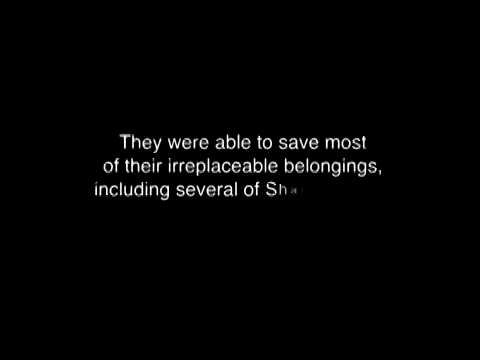 They were able to save most
of their irreplaceable belongings,
including several of